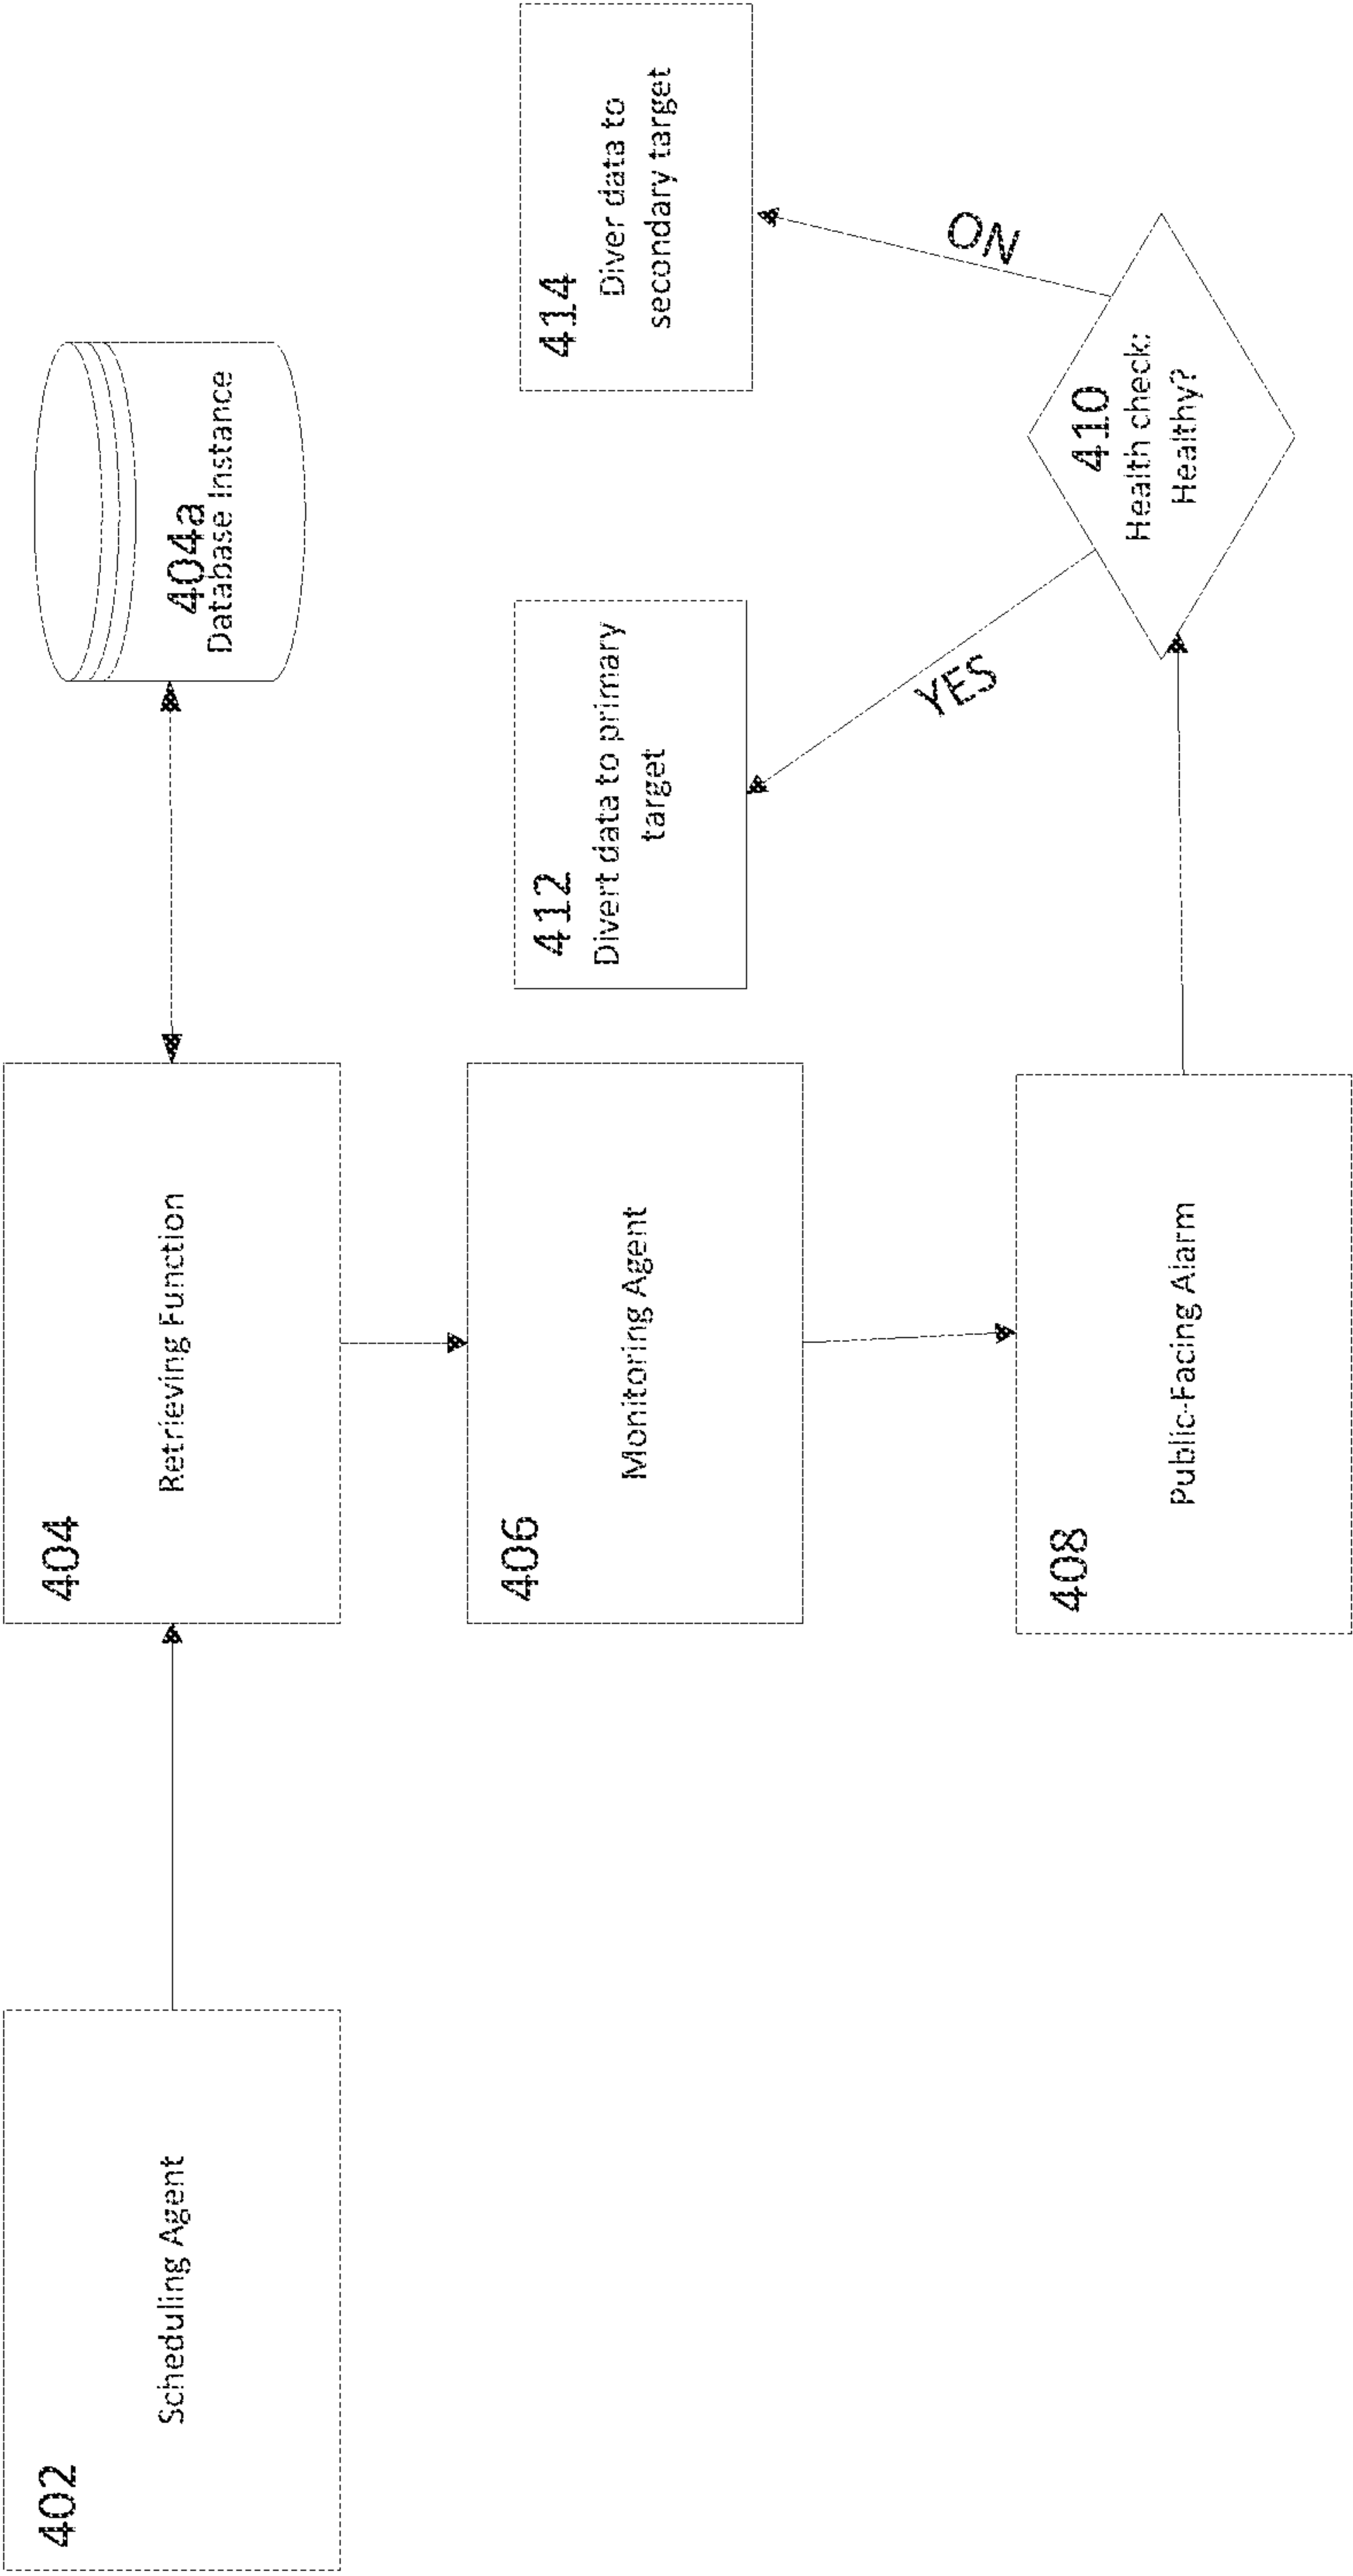 402
Scheduling Agent
404
Retrieving Function
404a
Database Instance
406
Monitoring Agent
412
Divert data to primary
target
414
Diver data to
secondary target
YES
NO
408
Public-Facing Alarm
410
Health check:
Healthy?